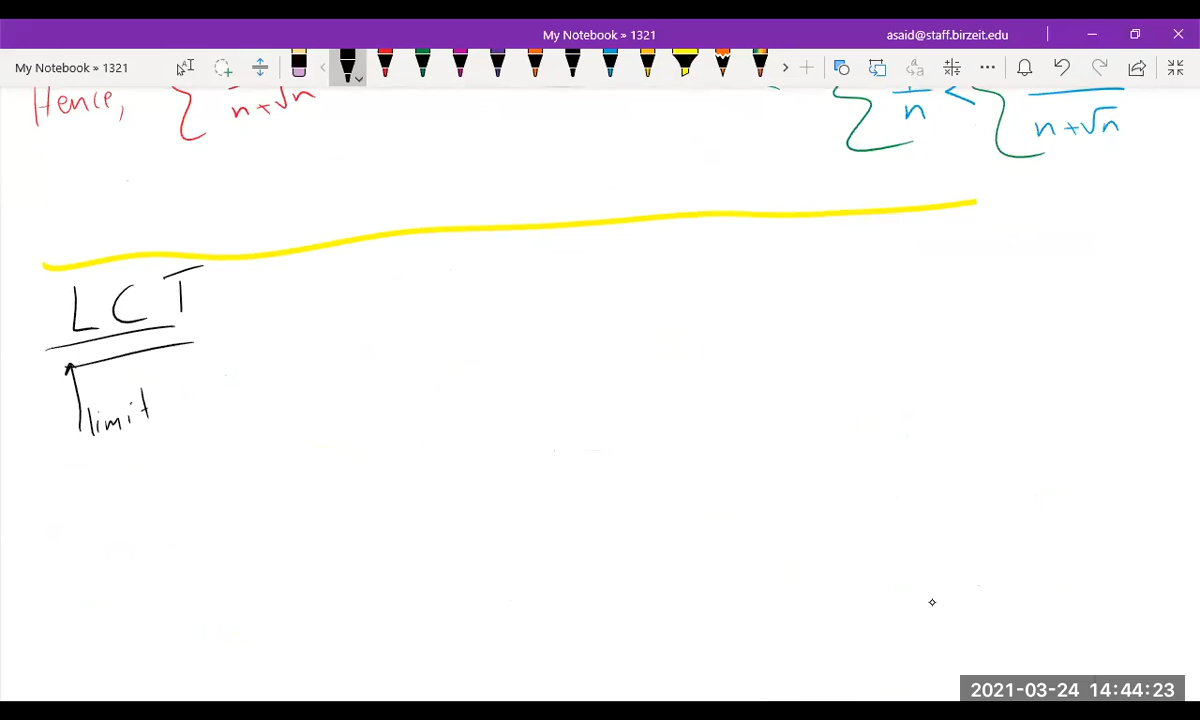 My Notebook » 1321
asaid@staff.birzeit.edu
My Notebook » 1321
Hence,
n+√n
1/n <
n+√n
LCT
limit
2021-03-24 14:44:23